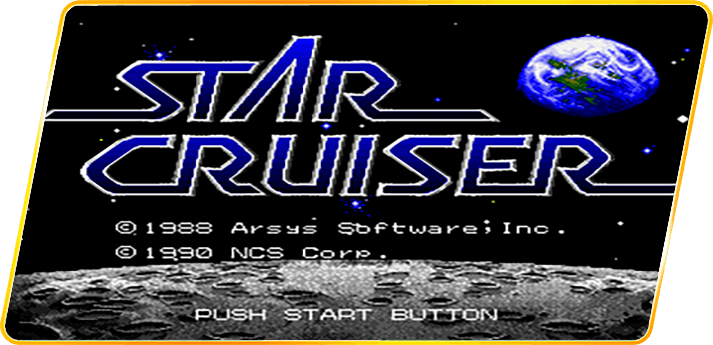 STAR
CRUISER
©1988 Arsys Software,Inc.
©1990 NCS Corp.
PUSH START BUTTON